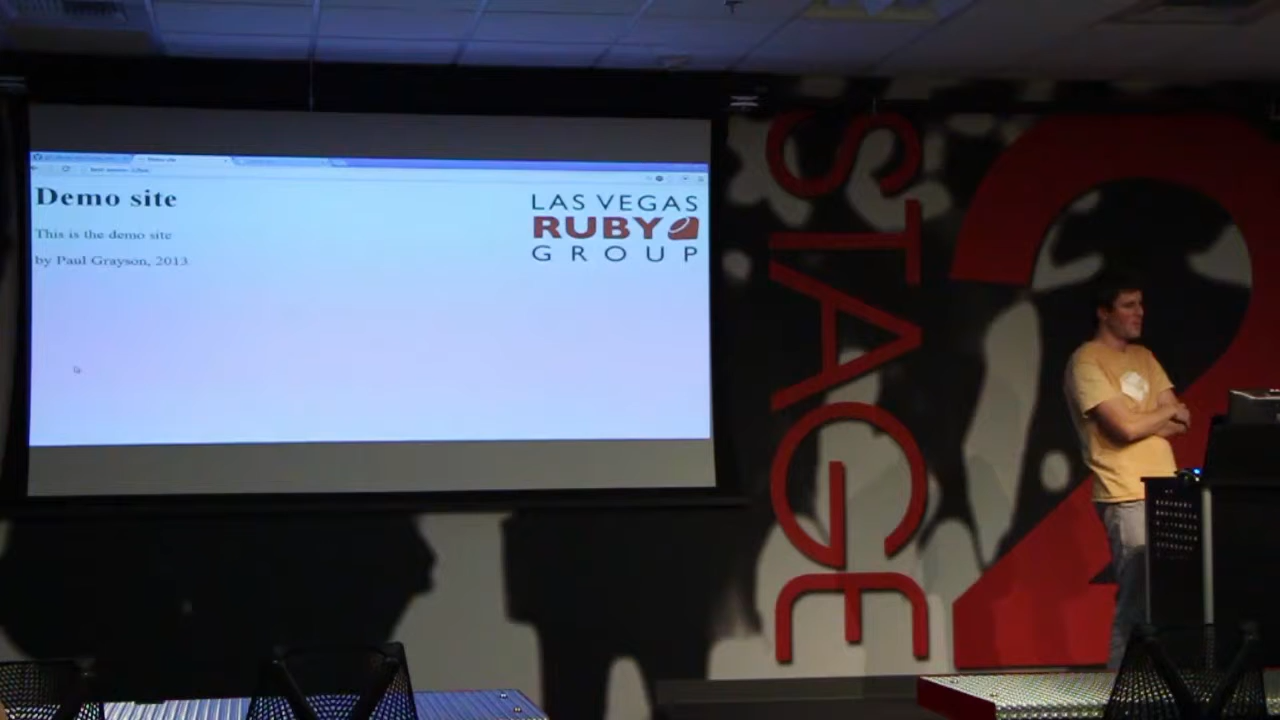 Demo site
This is the demo site
by Paul Grayson, 2013
LAS VEGAS
RUBY
GROUP
STAGE
2